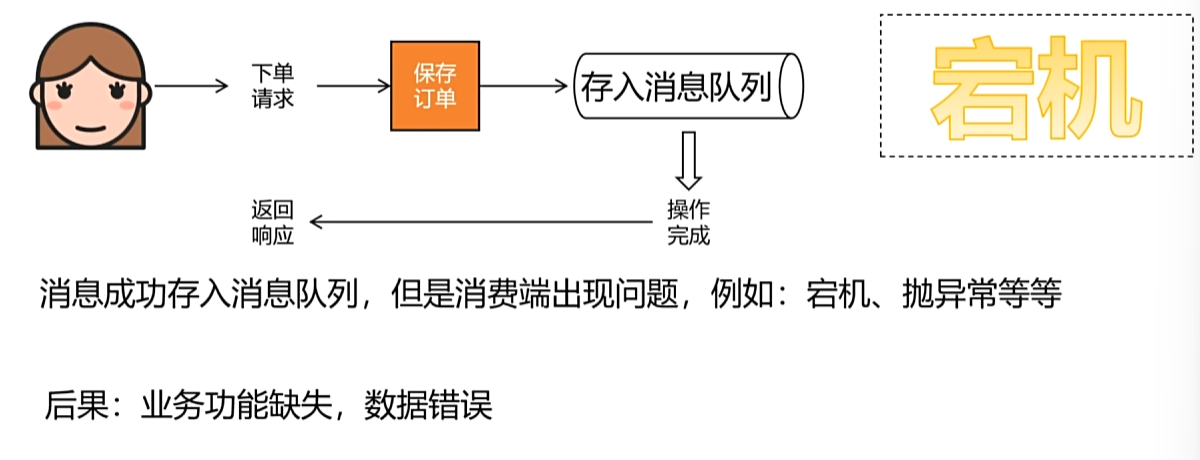 下单
请求
保存
订单
存入消息队列
宕机
返回
响应
操作
完成
消息成功存入消息队列，但是消费端出现问题，例如：宕机、抛异常等等
后果：业务功能缺失，数据错误